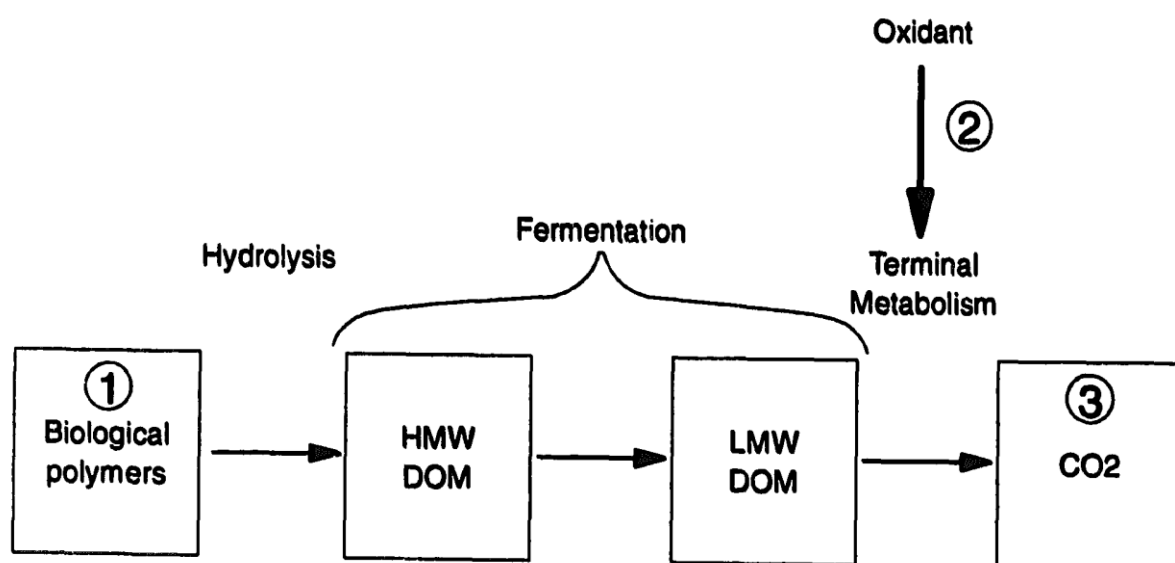 Oxidant
②
Fermentation
Hydrolysis
Terminal
Metabolism
①
Biological
polymers
HMW
DOM
LMW
DOM
③
CO2